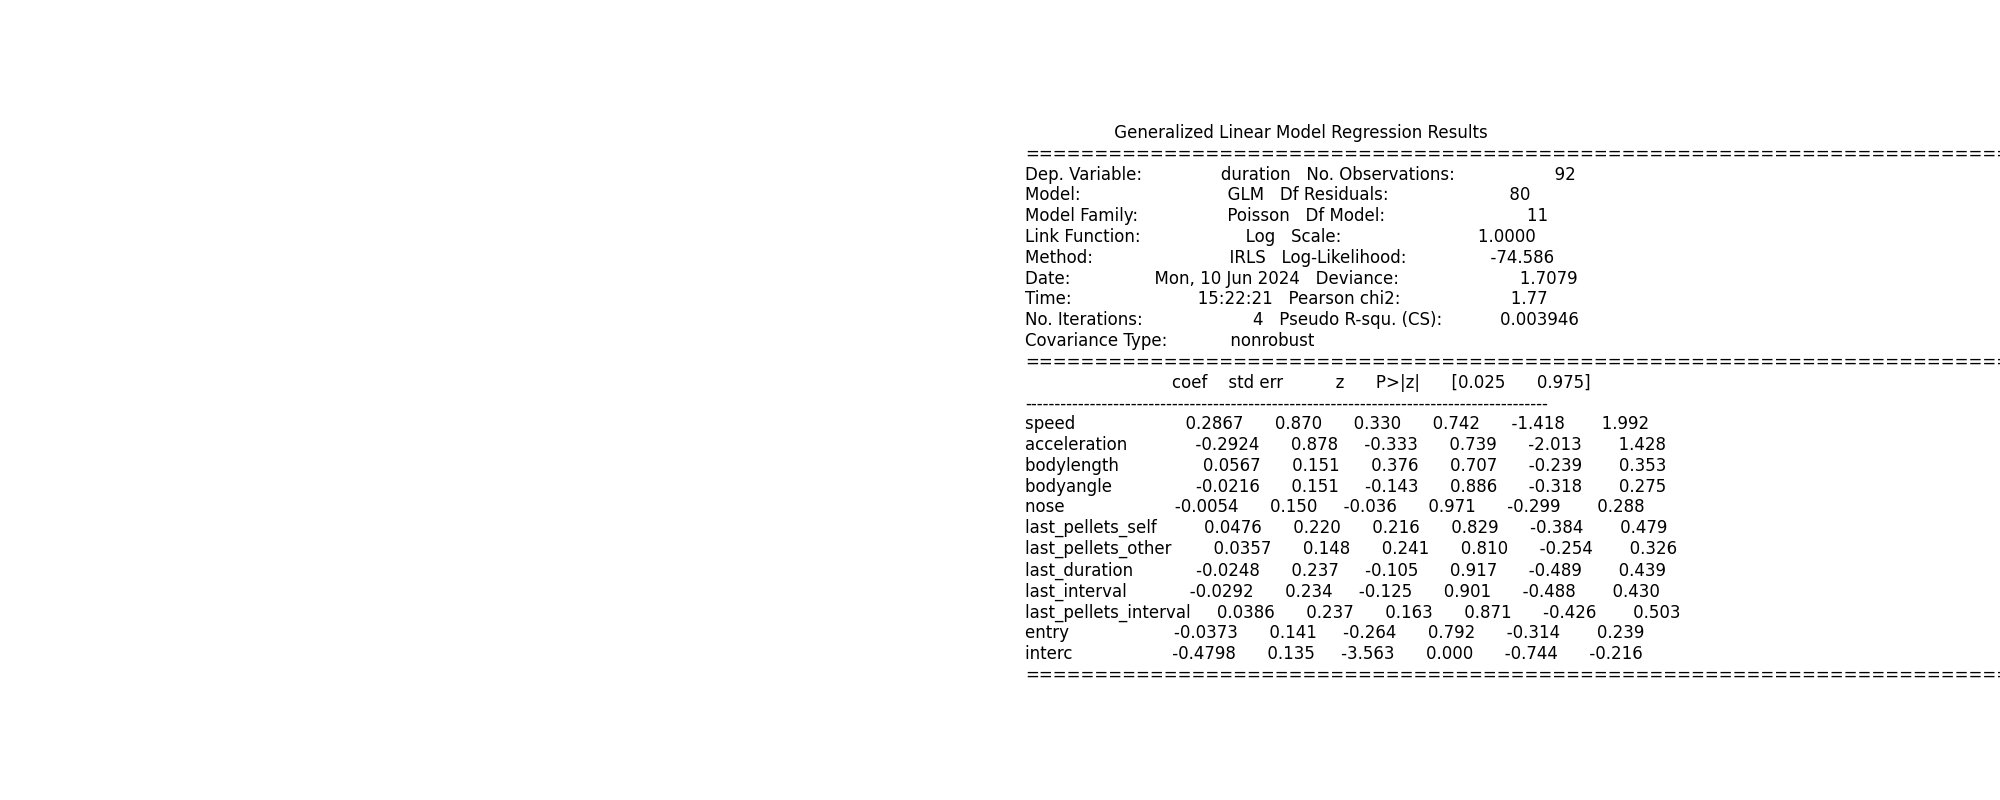 Generalized Linear Model Regression Results
==============================================================================
Dep. Variable: duration No. Observations: 92
Model: GLM Df Residuals: 80
Model Family: Poisson Df Model: 11
Link Function: Log Scale: 1.0000
Method: IRLS Log-Likelihood: -74.586
Date: Mon, 10 Jun 2024 Deviance: 1.7079
Time: 15:22:21 Pearson chi2: 1.77
No. Iterations: 4 Pseudo R-squ. (CS): 0.003946
Covariance Type: nonrobust
==============================================================================
coef std err z P>|z| [0.025 0.975]
------------------------------------------------------------------------------
speed 0.2867 0.870 0.330 0.742 -1.418 1.992
acceleration -0.2924 0.878 -0.333 0.739 -2.013 1.428
bodylength 0.0567 0.151 0.376 0.707 -0.239 0.353
bodyangle -0.0216 0.151 -0.143 0.886 -0.318 0.275
nose -0.0054 0.150 -0.036 0.971 -0.299 0.288
last_pellets_self 0.0476 0.220 0.216 0.829 -0.384 0.479
last_pellets_other 0.0357 0.148 0.241 0.810 -0.254 0.326
last_duration -0.0248 0.237 -0.105 0.917 -0.489 0.439
last_interval -0.0292 0.234 -0.125 0.901 -0.488 0.430
last_pellets_interval 0.0386 0.237 0.163 0.871 -0.426 0.503
entry -0.0373 0.141 -0.264 0.792 -0.314 0.239
interc -0.4798 0.135 -3.563 0.000 -0.744 -0.216
==============================================================================